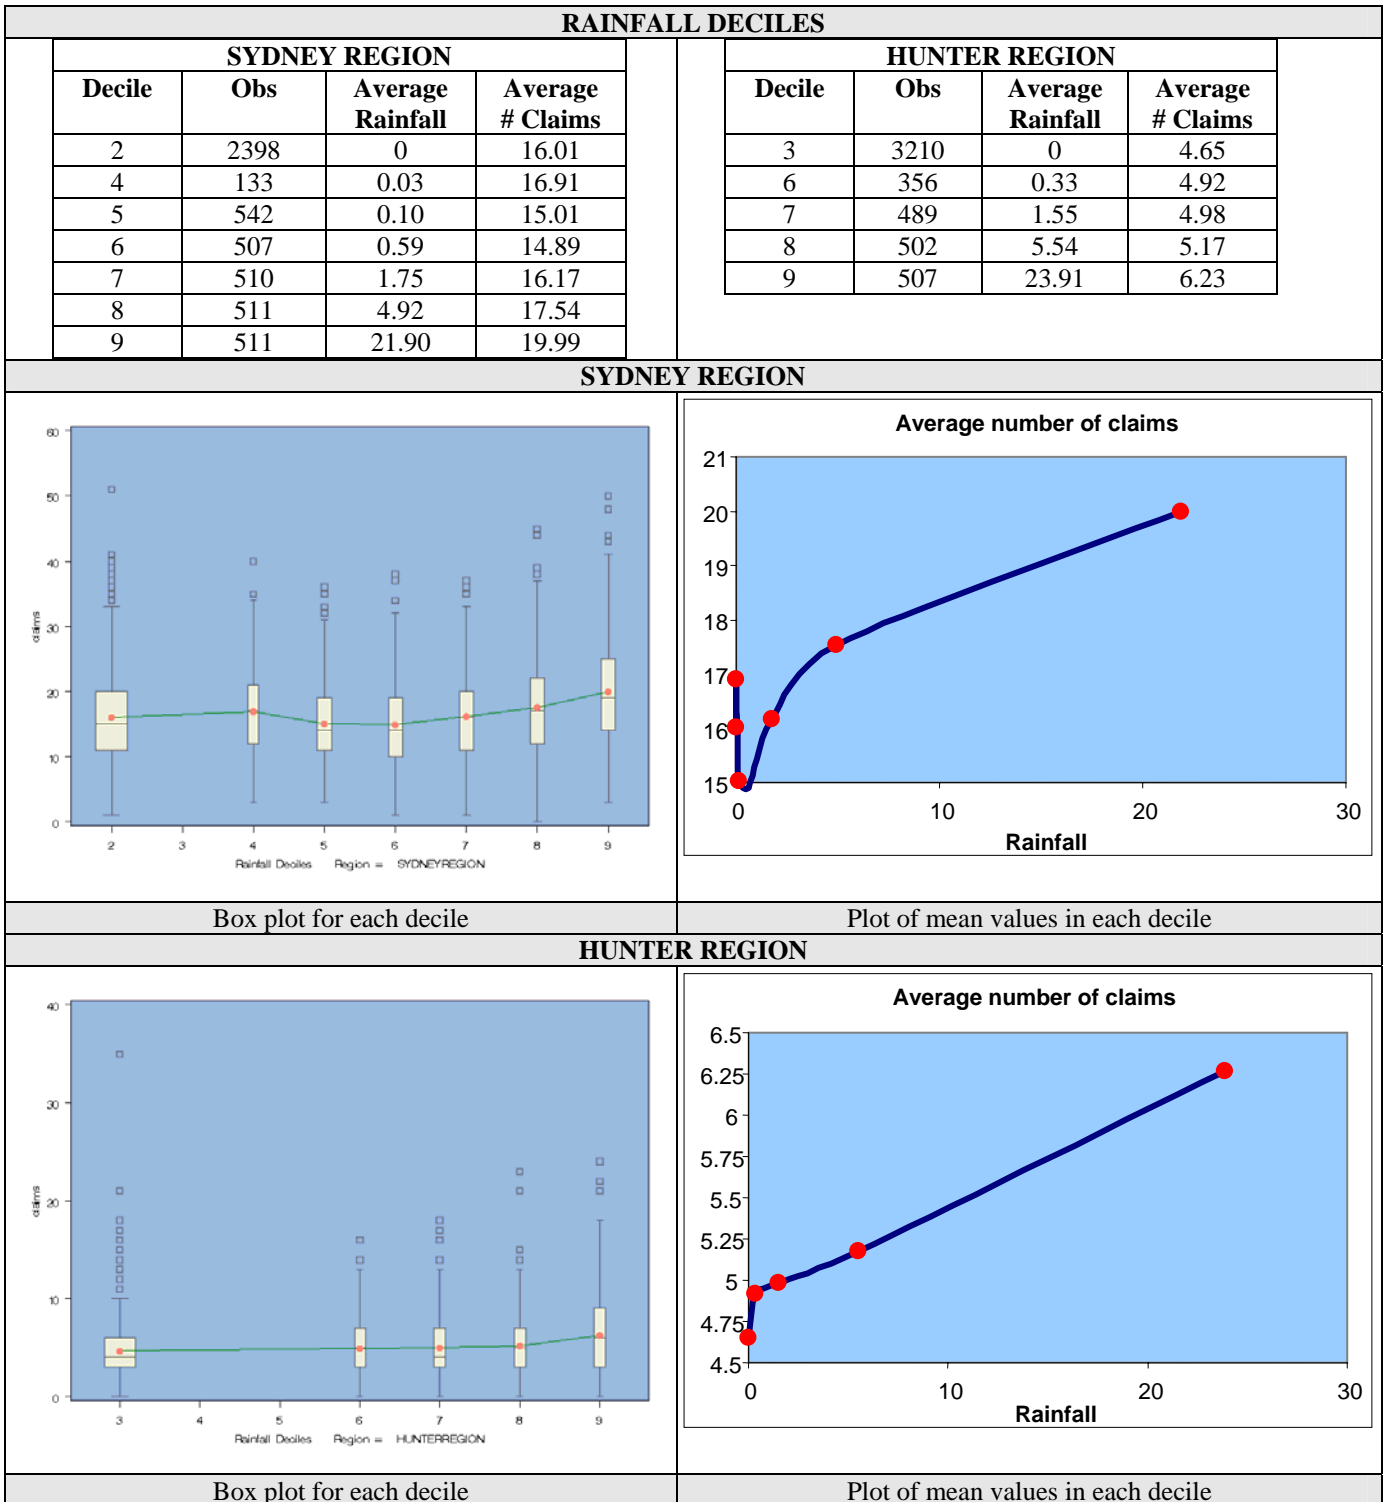 RAINFALL DECILES
SYDNEY REGION
Decile Obs Average Rainfall Average # Claims
2 2398 0 16.01
4 133 0.03 16.91
5 542 0.10 15.01
6 507 0.59 14.89
7 510 1.75 16.17
8 511 4.92 17.54
9 511 21.90 19.99
HUNTER REGION
Decile Obs Average Rainfall Average # Claims
3 3210 0 4.65
6 356 0.33 4.92
7 489 1.55 4.98
8 502 5.54 5.17
9 507 23.91 6.23
SYDNEY REGION
60
50
40
30
20
10
0
claims
2 3 4 5 6 7 8 9
Rainfall Deciles Region = SYDNEYREGION
Average number of claims
21
20
19
18
17
16
15
0 10 20 30
Rainfall
Box plot for each decile
Plot of mean values in each decile
HUNTER REGION
40
30
20
10
0
claims
3 4 5 6 7 8 9
Rainfall Deciles Region = HUNTERREGION
Average number of claims
6.5
6.25
6
5.75
5.5
5.25
5
4.75
4.5
0 10 20 30
Rainfall
Box plot for each decile
Plot of mean values in each decile